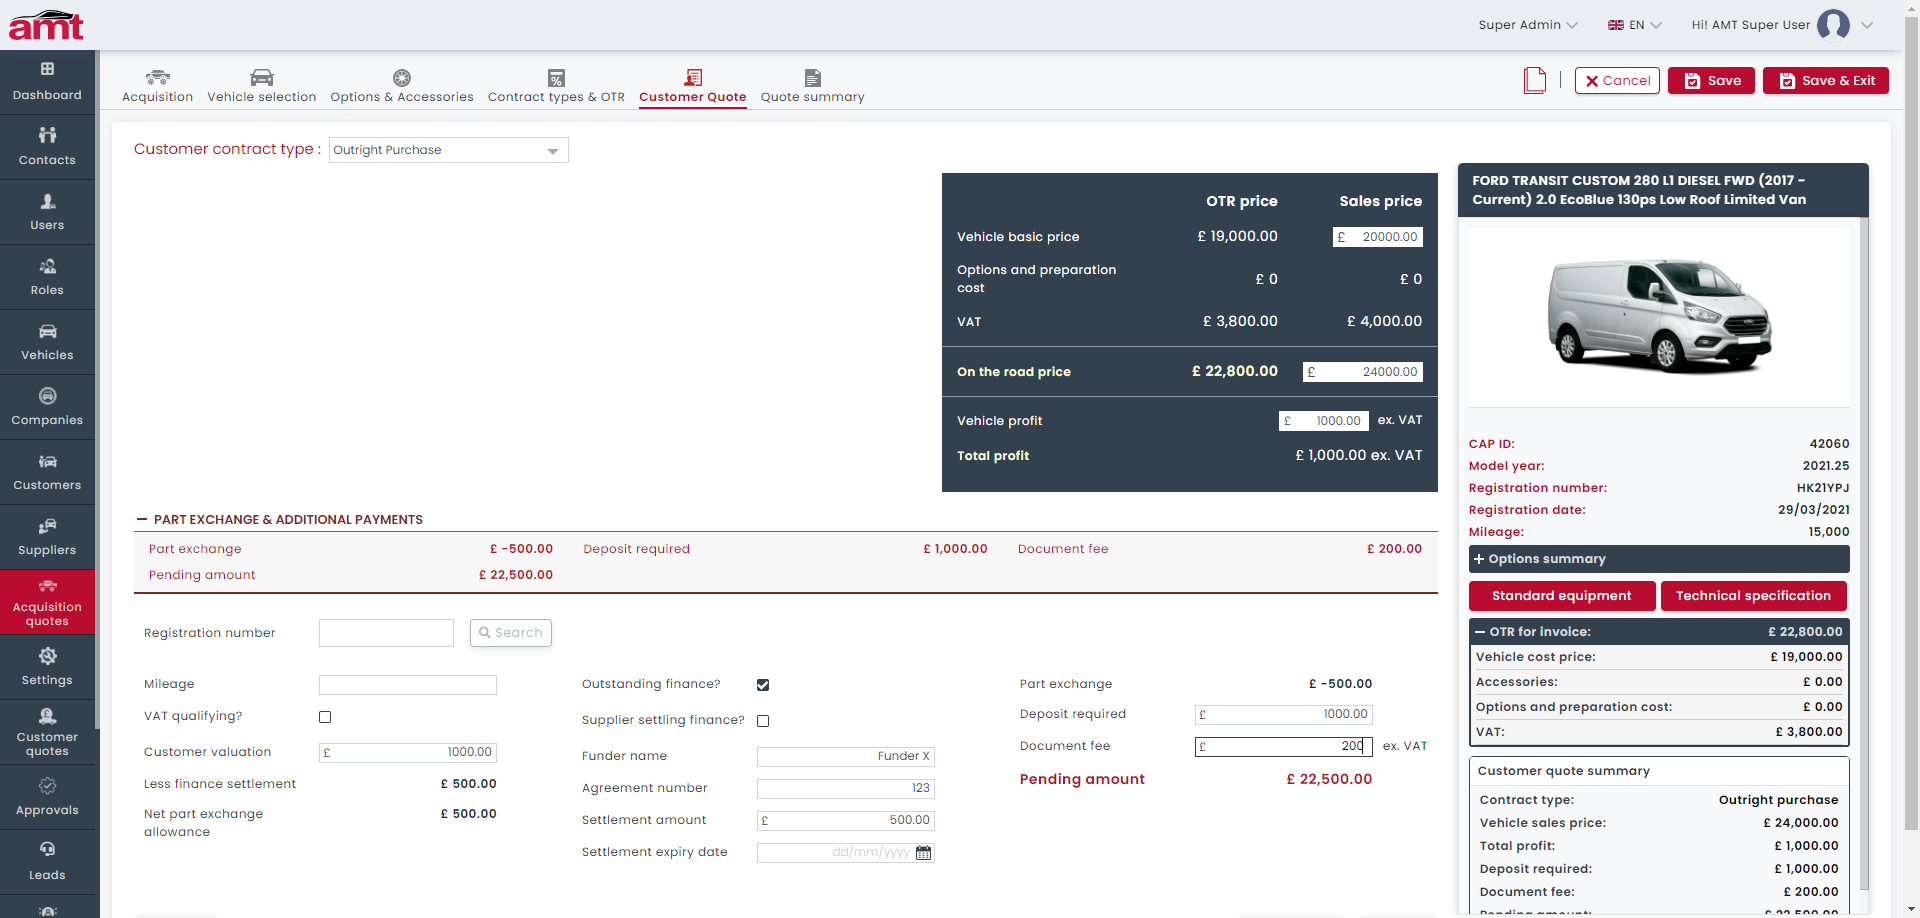 amt
Super Admin
EN
Hi! AMT Super User
Dashboard
Contacts
Users
Roles
Vehicles
Companies
Customers
Suppliers
Acquisition
quotes
Settings
Customer
quotes
Approvals
Leads
Acquisition
Vehicle selection
Options & Accessories
Contract types & OTR
Customer Quote
Quote summary
Cancel
Save
Save & Exit
Customer contract type :
Outright Purchase
OTR price
Sales price
Vehicle basic price
£ 19,000.00
£ 20000.00
Options and preparation
cost
£ 0
£ 0
VAT
£ 3,800.00
£ 4,000.00
On the road price
£ 22,800.00
£ 24000.00
Vehicle profit
£ 1000.00
ex. VAT
Total profit
£ 1,000.00 ex. VAT
PART EXCHANGE & ADDITIONAL PAYMENTS
Part exchange
£ -500.00
Deposit required
£ 1,000.00
Document fee
£ 200.00
Pending amount
£ 22,500.00
Registration number
Search
Mileage
VAT qualifying?
Customer valuation
£ 1000.00
Less finance settlement
£ 500.00
Net part exchange
allowance
£ 500.00
Outstanding finance?
Supplier settling finance?
Funder name
Funder X
Agreement number
123
Settlement amount
£ 500.00
Settlement expiry date
dd/mm/yyyy
Part exchange
£ -500.00
Deposit required
£ 1000.00
Document fee
£ 200
ex. VAT
Pending amount
£ 22,500.00
FORD TRANSIT CUSTOM 280 L1 DIESEL FWD (2017 -
Current) 2.0 EcoBlue 130ps Low Roof Limited Van
CAP ID:
42060
Model year:
2021.25
Registration number:
HK21YPJ
Registration date:
29/03/2021
Mileage:
15,000
Options summary
Standard equipment
Technical specification
OTR for invoice:
£ 22,800.00
Vehicle cost price:
£ 19,000.00
Accessories:
£ 0.00
Options and preparation cost:
£ 0.00
VAT:
£ 3,800.00
Customer quote summary
Contract type:
Outright purchase
Vehicle sales price:
£ 24,000.00
Total profit:
£ 1,000.00
Deposit required:
£ 1,000.00
Document fee:
£ 200.00
Pending amount:
£ 22,500.00